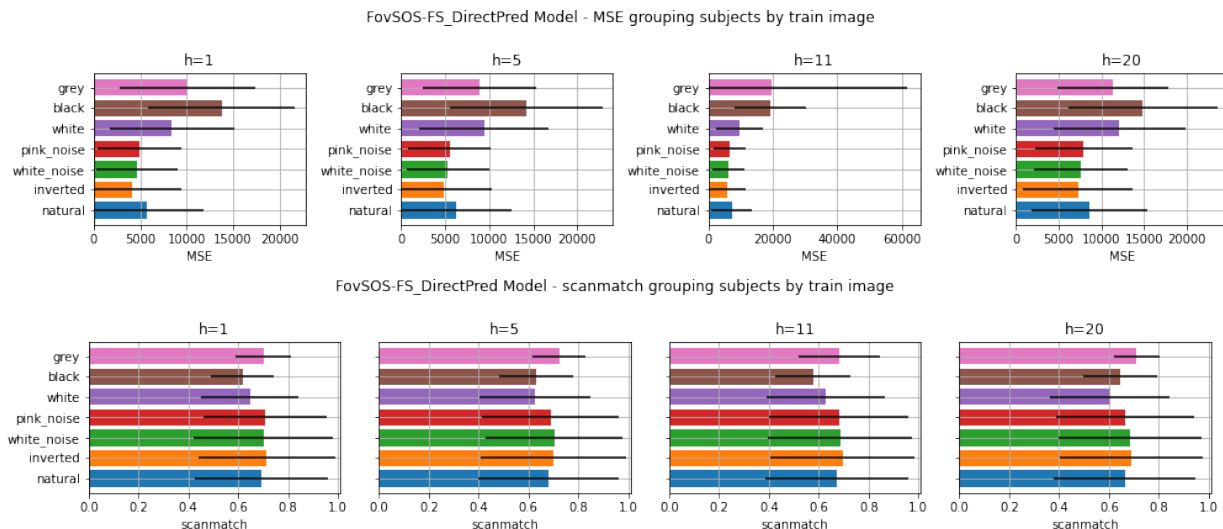 FovSOS-FS_DirectPred Model - MSE grouping subjects by train image
h=1 h=5 h=11 h=20
grey grey grey grey
black black black black
white white white white
pink_noise pink_noise pink_noise pink_noise
white_noise white_noise white_noise white_noise
inverted inverted inverted inverted
natural natural natural natural
0 5000 10000 15000 20000 0 5000 10000 15000 20000 0 20000 40000 60000 0 5000 10000 15000 20000
MSE MSE MSE MSE
FovSOS-FS_DirectPred Model - scanmatch grouping subjects by train image
h=1 h=5 h=11 h=20
grey
black
white
pink_noise
white_noise
inverted
natural
0.0 0.2 0.4 0.6 0.8 1.0 0.0 0.2 0.4 0.6 0.8 1.0 0.0 0.2 0.4 0.6 0.8 1.0 0.0 0.2 0.4 0.6 0.8 1.0
scanmatch scanmatch scanmatch scanmatch